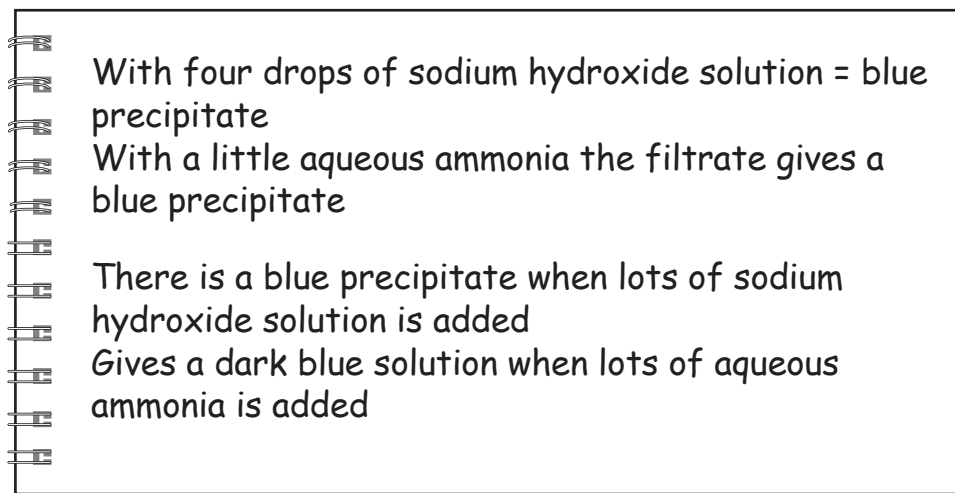 With four drops of sodium hydroxide solution = blue
precipitate
With a little aqueous ammonia the filtrate gives a
blue precipitate
There is a blue precipitate when lots of sodium
hydroxide solution is added
Gives a dark blue solution when lots of aqueous
ammonia is added